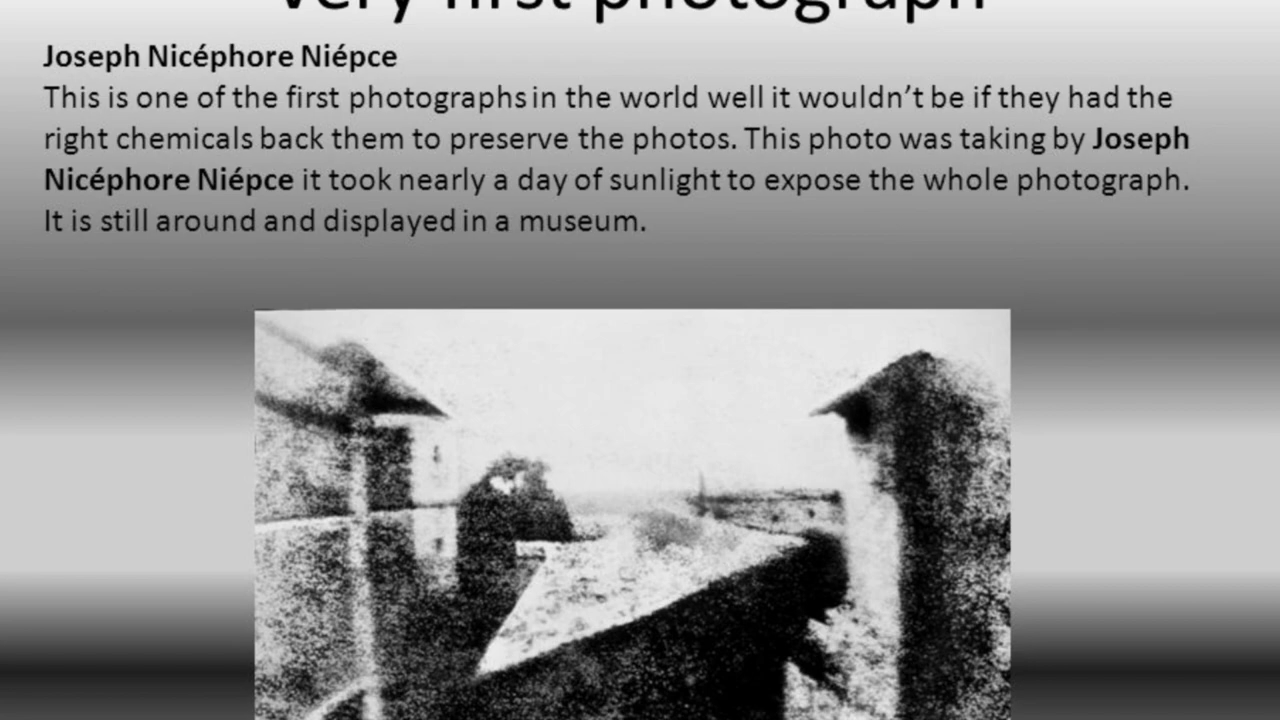 very first photograph
Joseph Nicéphore Niépce
This is one of the first photographs in the world well it wouldn’t be if they had the
right chemicals back them to preserve the photos. This photo was taking by Joseph
Nicéphore Niépce it took nearly a day of sunlight to expose the whole photograph.
It is still around and displayed in a museum.